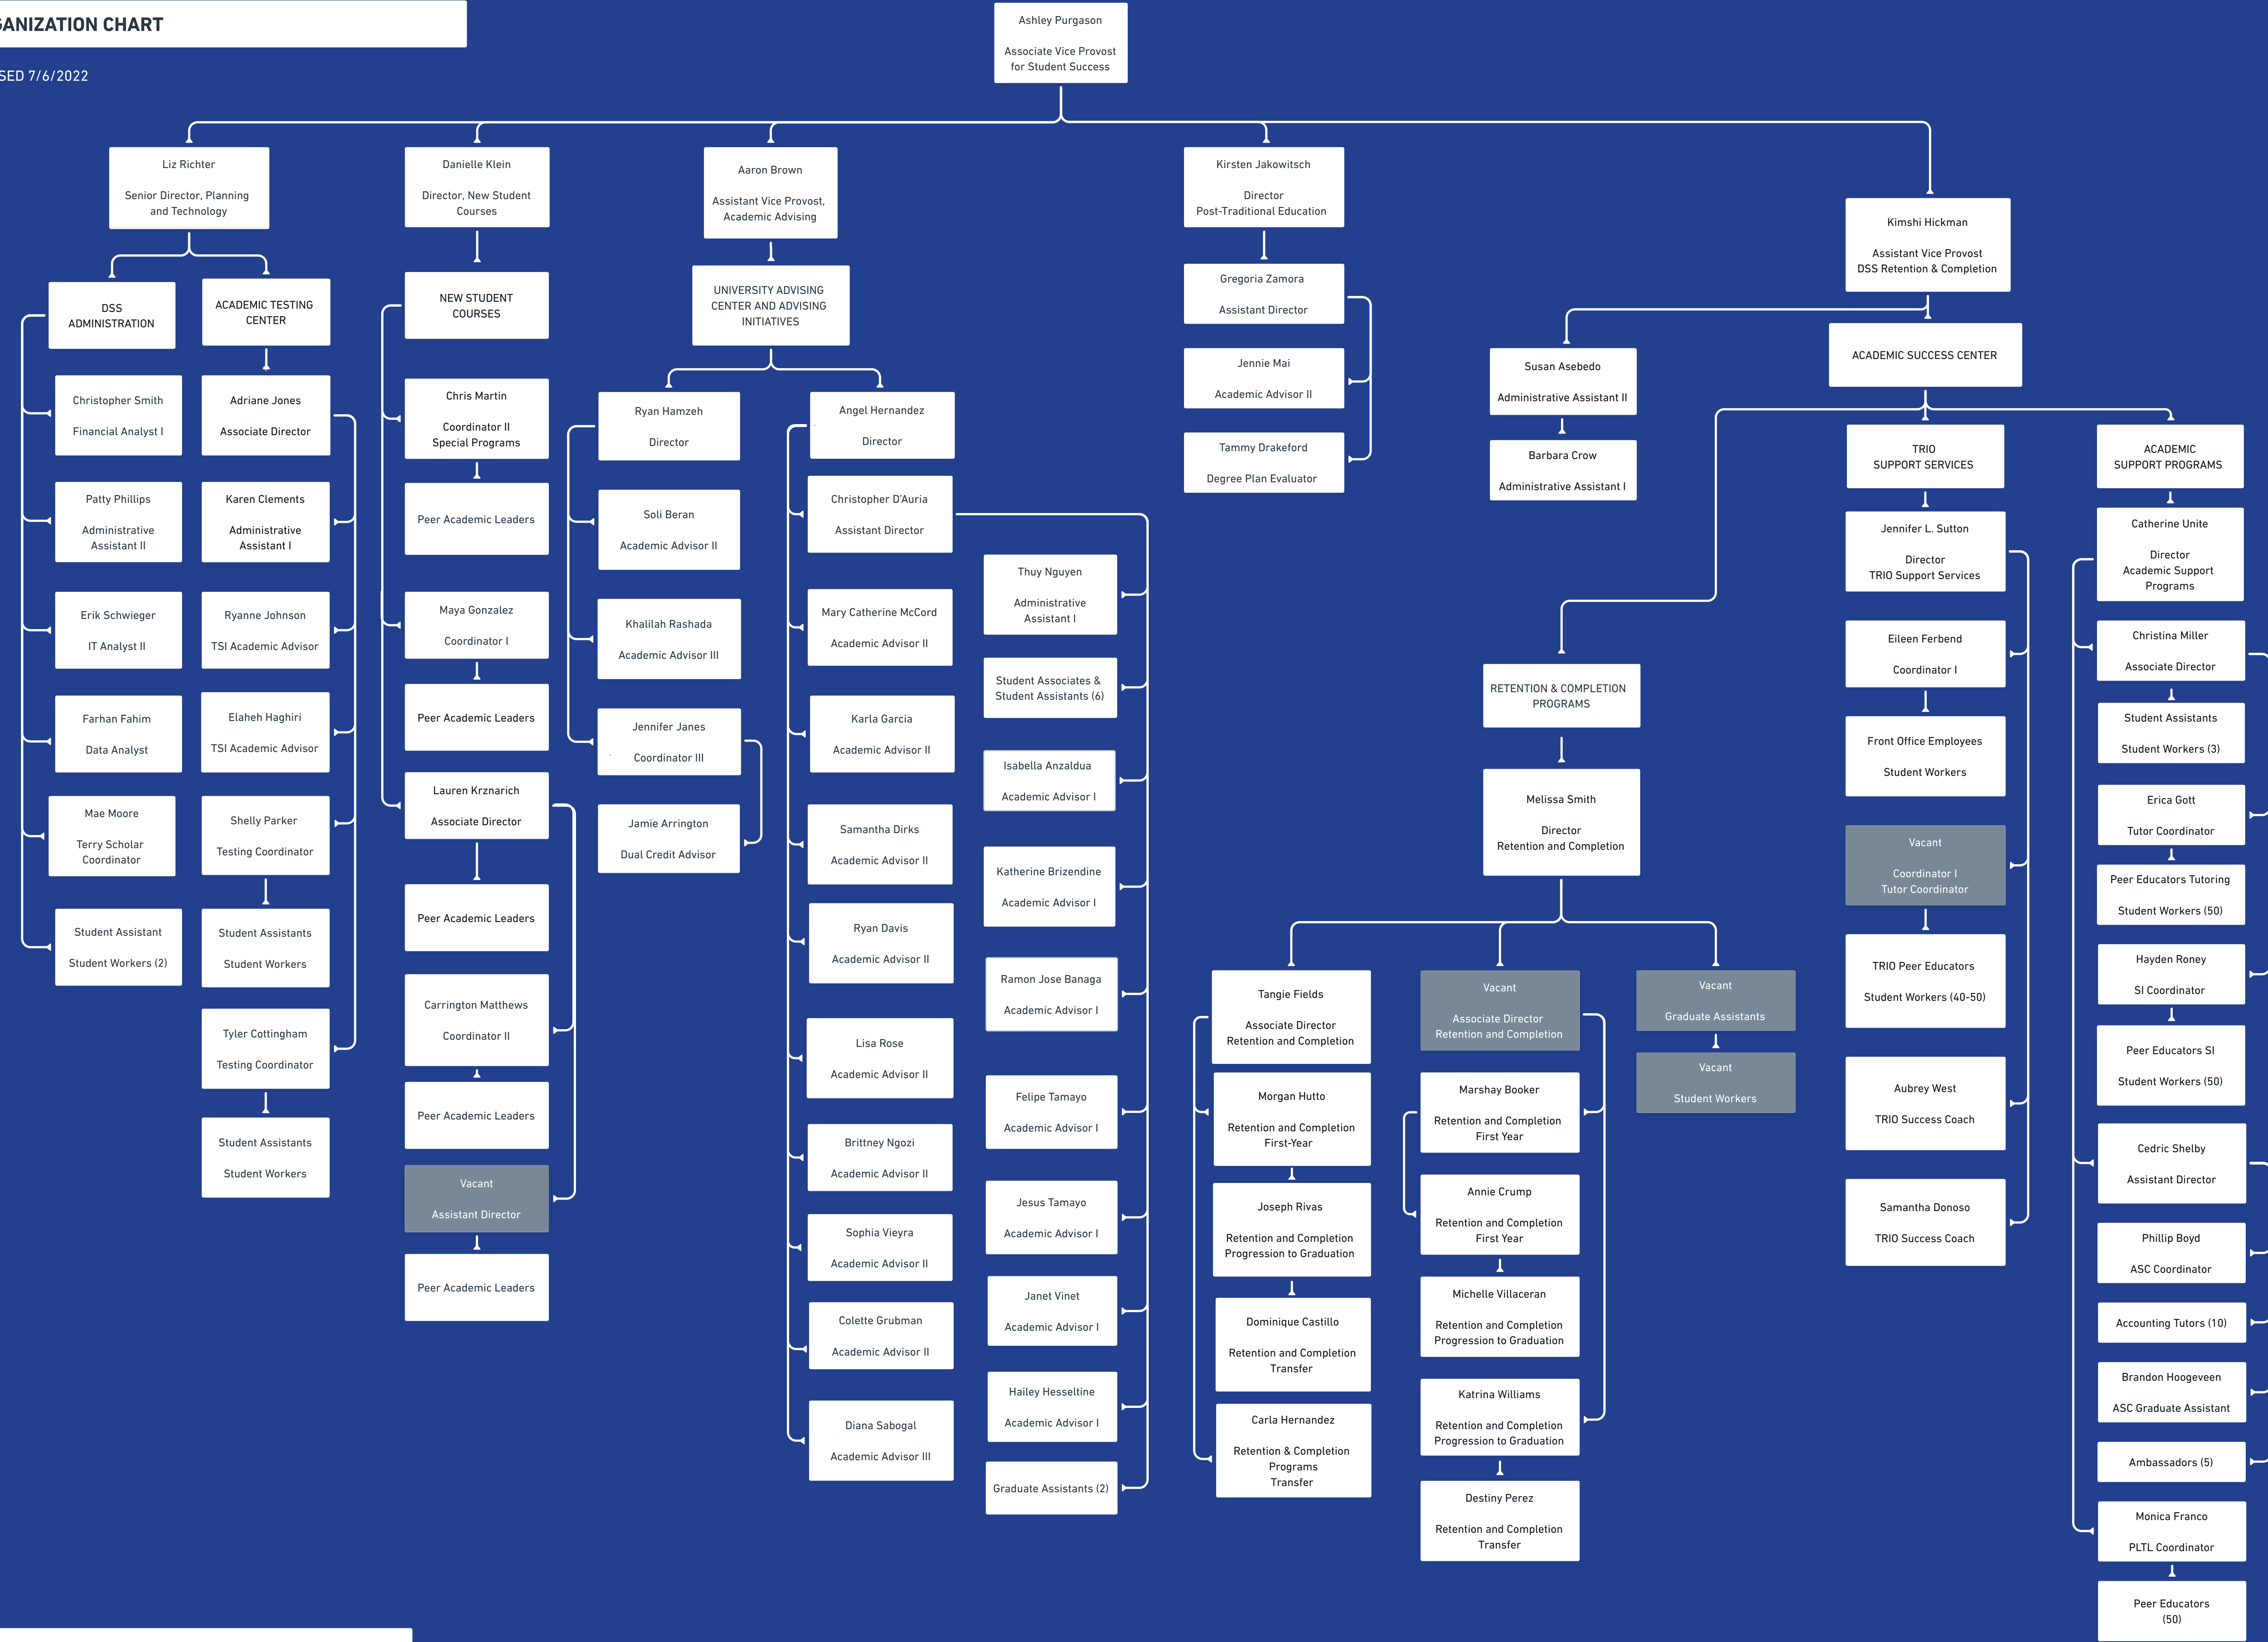 GANIZATION CHART
SED 7/6/2022
Ashley Purgason
Associate Vice Provost
for Student Success
Liz Richter
Senior Director, Planning
and Technology
DSS
ADMINISTRATION
Christopher Smith
Financial Analyst I
Patty Phillips
Administrative
Assistant II
Erik Schwieger
IT Analyst II
Farhan Fahim
Data Analyst
Mae Moore
Terry Scholar
Coordinator
Student Assistant
Student Workers (2)
ACADEMIC TESTING
CENTER
Adriane Jones
Associate Director
Karen Clements
Administrative
Assistant I
Ryanne Johnson
TSI Academic Advisor
Elaheh Haghiri
TSI Academic Advisor
Shelly Parker
Testing Coordinator
Student Assistants
Student Workers
Tyler Cottingham
Testing Coordinator
Student Assistants
Student Workers
Danielle Klein
Director, New Student
Courses
NEW STUDENT
COURSES
Chris Martin
Coordinator II
Special Programs
Peer Academic Leaders
Maya Gonzalez
Coordinator I
Peer Academic Leaders
Lauren Krznarich
Associate Director
Peer Academic Leaders
Carrington Matthews
Coordinator II
Peer Academic Leaders
Vacant
Assistant Director
Peer Academic Leaders
Aaron Brown
Assistant Vice Provost,
Academic Advising
UNIVERSITY ADVISING
CENTER AND ADVISING
INITIATIVES
Ryan Hamzeh
Director
Soli Beran
Academic Advisor II
Khalilah Rashada
Academic Advisor III
Jennifer Janes
Coordinator III
Jamie Arrington
Dual Credit Advisor
Angel Hernandez
Director
Christopher D'Auria
Assistant Director
Mary Catherine McCord
Academic Advisor II
Karla Garcia
Academic Advisor II
Samantha Dirks
Academic Advisor II
Ryan Davis
Academic Advisor II
Lisa Rose
Academic Advisor II
Brittney Ngozi
Academic Advisor II
Sophia Vieyra
Academic Advisor II
Colette Grubman
Academic Advisor II
Diana Sabogal
Academic Advisor III
Thuy Nguyen
Administrative
Assistant I
Student Associates &
Student Assistants (6)
Isabella Anzaldua
Academic Advisor I
Katherine Brizendine
Academic Advisor I
Ramon Jose Banaga
Academic Advisor I
Felipe Tamayo
Academic Advisor I
Jesus Tamayo
Academic Advisor I
Janet Vinet
Academic Advisor I
Hailey Hesseltine
Academic Advisor I
Graduate Assistants (2)
Kirsten Jakowitsch
Director
Post-Traditional Education
Gregoria Zamora
Assistant Director
Jennie Mai
Academic Advisor II
Tammy Drakeford
Degree Plan Evaluator
Kimshi Hickman
Assistant Vice Provost
DSS Retention & Completion
Susan Asebedo
Administrative Assistant II
Barbara Crow
Administrative Assistant I
ACADEMIC SUCCESS CENTER
RETENTION & COMPLETION
PROGRAMS
Melissa Smith
Director
Retention and Completion
Tangie Fields
Associate Director
Retention and Completion
Morgan Hutto
Retention and Completion
First-Year
Joseph Rivas
Retention and Completion
Progression to Graduation
Dominique Castillo
Retention and Completion
Transfer
Carla Hernandez
Retention & Completion
Programs
Transfer
Vacant
Associate Director
Retention and Completion
Marshay Booker
Retention and Completion
First Year
Annie Crump
Retention and Completion
First Year
Michelle Villaceran
Retention and Completion
Progression to Graduation
Katrina Williams
Retention and Completion
Progression to Graduation
Destiny Perez
Retention and Completion
Transfer
Vacant
Graduate Assistants
Vacant
Student Workers
TRIO
SUPPORT SERVICES
Jennifer L. Sutton
Director
TRIO Support Services
Eileen Ferbend
Coordinator I
Front Office Employees
Student Workers
Vacant
Coordinator I
Tutor Coordinator
TRIO Peer Educators
Student Workers (40-50)
Aubrey West
TRIO Success Coach
Samantha Donoso
TRIO Success Coach
ACADEMIC
SUPPORT PROGRAMS
Catherine Unite
Director
Academic Support
Programs
Christina Miller
Associate Director
Student Assistants
Student Workers (3)
Erica Gott
Tutor Coordinator
Peer Educators Tutoring
Student Workers (50)
Hayden Roney
SI Coordinator
Peer Educators SI
Student Workers (50)
Cedric Shelby
Assistant Director
Phillip Boyd
ASC Coordinator
Accounting Tutors (10)
Brandon Hoogeveen
ASC Graduate Assistant
Ambassadors (5)
Monica Franco
PLTL Coordinator
Peer Educators
(50)